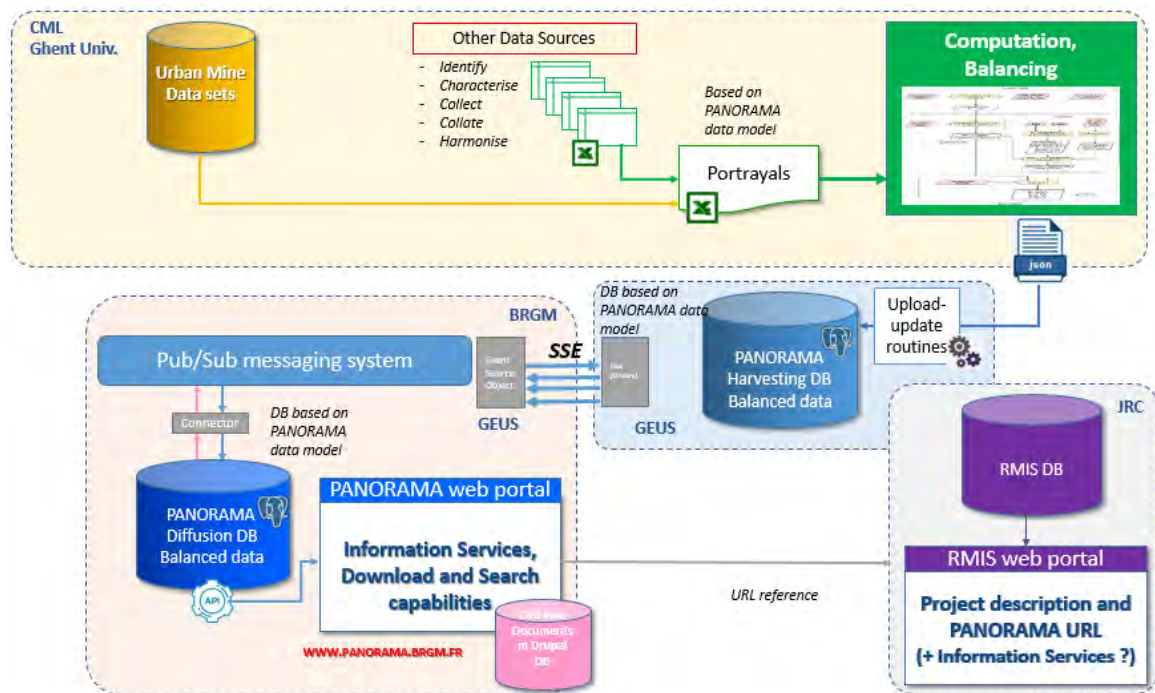 CML
Ghent Univ.
Urban Mine
Data sets
Other Data Sources
- Identify
- Characterise
- Collect
- Collate
- Harmonise
Based on
PANORAMA
data model
Portrayals
Computation,
Balancing
json
BRGM
Pub/Sub messaging system
Event
Source
Object
SSE
GEUS
DB based on
PANORAMA data
model
GEUS
PANORAMA
Harvesting DB
Balanced data
Upload-
update
routines
Connector
DB based on
PANORAMA
data model
PANORAMA
Diffusion DB
Balanced data
API
PANORAMA web portal
Information Services,
Download and Search
capabilities
WWW.PANORAMA.BRGM.FR
Documents
in Drupal
DB
URL reference
JRC
RMIS DB
RMIS web portal
Project description and
PANORAMA URL
(+ Information Services ?)